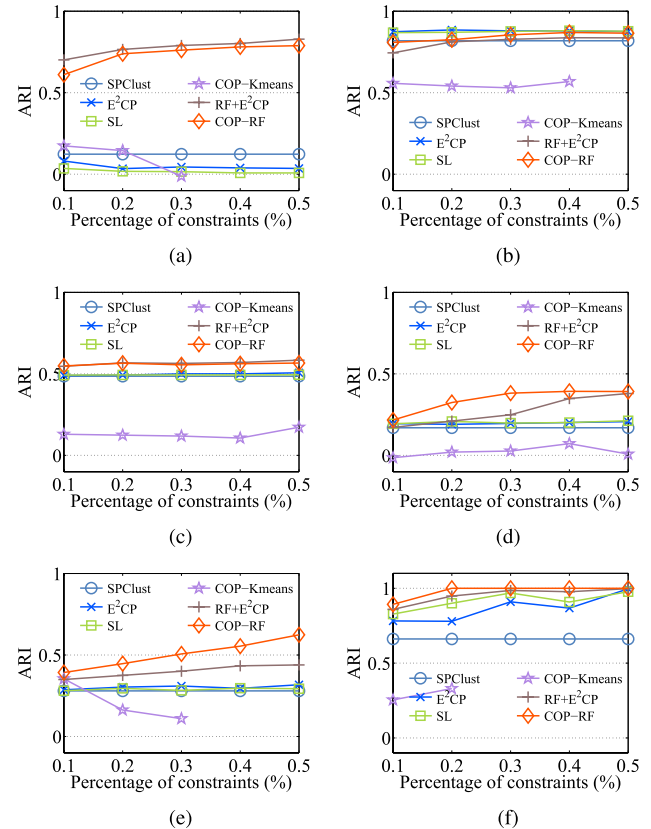 1
0.5
0
ARI
SPClust
E²CP
SL
COP−Kmeans
RF+E²CP
COP−RF
0.1 0.2 0.3 0.4 0.5
Percentage of constraints (%)
(a)
1
0.5
0
ARI
SPClust
E²CP
SL
COP−Kmeans
RF+E²CP
COP−RF
0.1 0.2 0.3 0.4 0.5
Percentage of constraints (%)
(b)
1
0.5
0
ARI
SPClust
E²CP
SL
COP−Kmeans
RF+E²CP
COP−RF
0.1 0.2 0.3 0.4 0.5
Percentage of constraints (%)
(c)
1
0.5
0
ARI
SPClust
E²CP
SL
COP−Kmeans
RF+E²CP
COP−RF
0.1 0.2 0.3 0.4 0.5
Percentage of constraints (%)
(d)
1
0.5
0
ARI
SPClust
E²CP
SL
COP−Kmeans
RF+E²CP
COP−RF
0.1 0.2 0.3 0.4 0.5
Percentage of constraints (%)
(e)
1
0.5
0
ARI
SPClust
E²CP
SL
COP−Kmeans
RF+E²CP
COP−RF
0.1 0.2 0.3 0.4 0.5
Percentage of constraints (%)
(f)